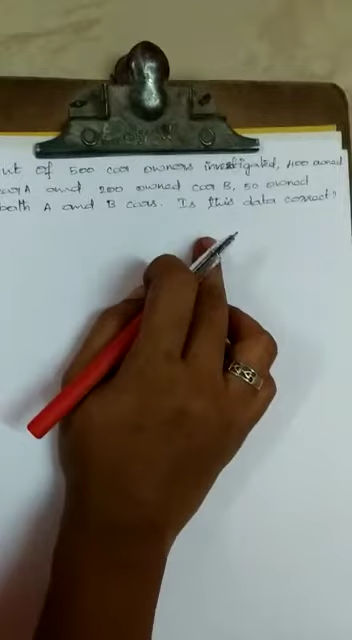 out of 500 car owners investigated, 400 owned
car A and 200 owned car B, 50 owned
both A and B cars. Is this data correct?